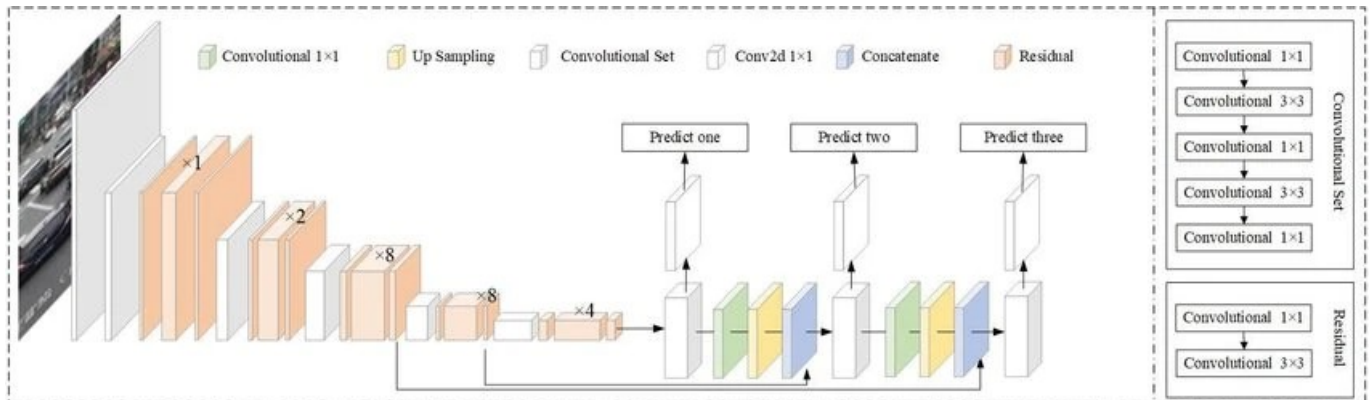 Convolutional 1×1
Up Sampling
Convolutional Set
Conv2d 1×1
Concatenate
Residual
×1
×2
×8
×8
×4
Predict one
Predict two
Predict three
Convolutional 1×1
Convolutional 3×3
Convolutional 1×1
Convolutional 3×3
Convolutional 1×1
Convolutional Set
Convolutional 1×1
Convolutional 3×3
Residual